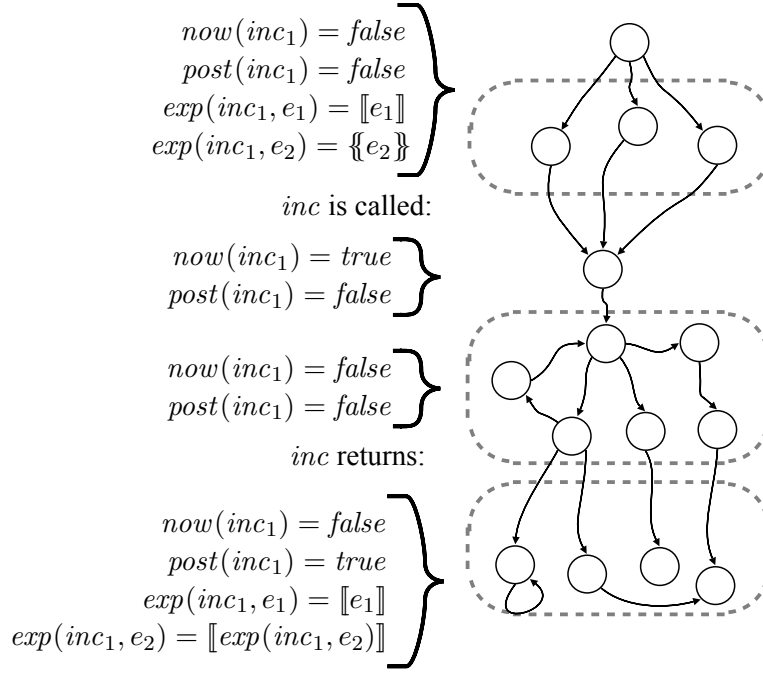 now(inc₁) = false
post(inc₁) = false
exp(inc₁, e₁) = ⟦e₁⟧
exp(inc₁, e₂) = ⦃e₂⦄
inc is called:
now(inc₁) = true
post(inc₁) = false
now(inc₁) = false
post(inc₁) = false
inc returns:
now(inc₁) = false
post(inc₁) = true
exp(inc₁, e₁) = ⟦e₁⟧
exp(inc₁, e₂) = ⟦exp(inc₁, e₂)⟧